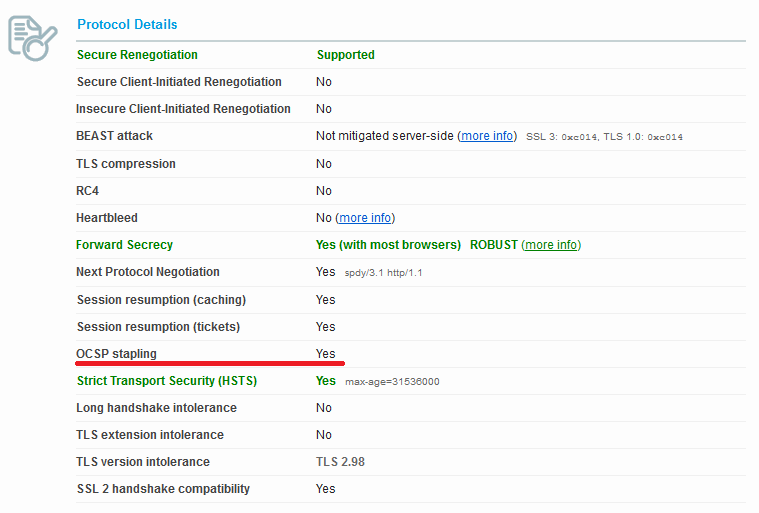 Protocol Details
Secure Renegotiation Supported
Secure Client-Initiated Renegotiation No
Insecure Client-Initiated Renegotiation No
BEAST attack Not mitigated server-side (more info) SSL 3: 0xc014, TLS 1.0: 0xc014
TLS compression No
RC4 No
Heartbleed No (more info)
Forward Secrecy Yes (with most browsers) ROBUST (more info)
Next Protocol Negotiation Yes spdy/3.1 http/1.1
Session resumption (caching) Yes
Session resumption (tickets) Yes
OCSP stapling Yes
Strict Transport Security (HSTS) Yes max-age=31536000
Long handshake intolerance No
TLS extension intolerance No
TLS version intolerance TLS 2.98
SSL 2 handshake compatibility Yes